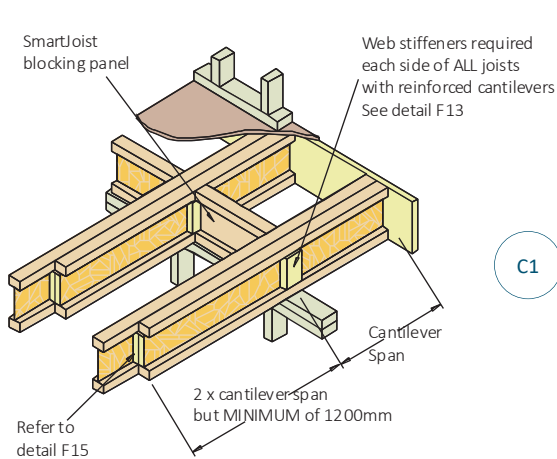 SmartJoist
blocking panel
Web stiffeners required
each side of ALL joists
with reinforced cantilevers
See detail F13
C1
Cantilever
Span
2 x cantilever span
but MINIMUM of 1200mm
Refer to
detail F15